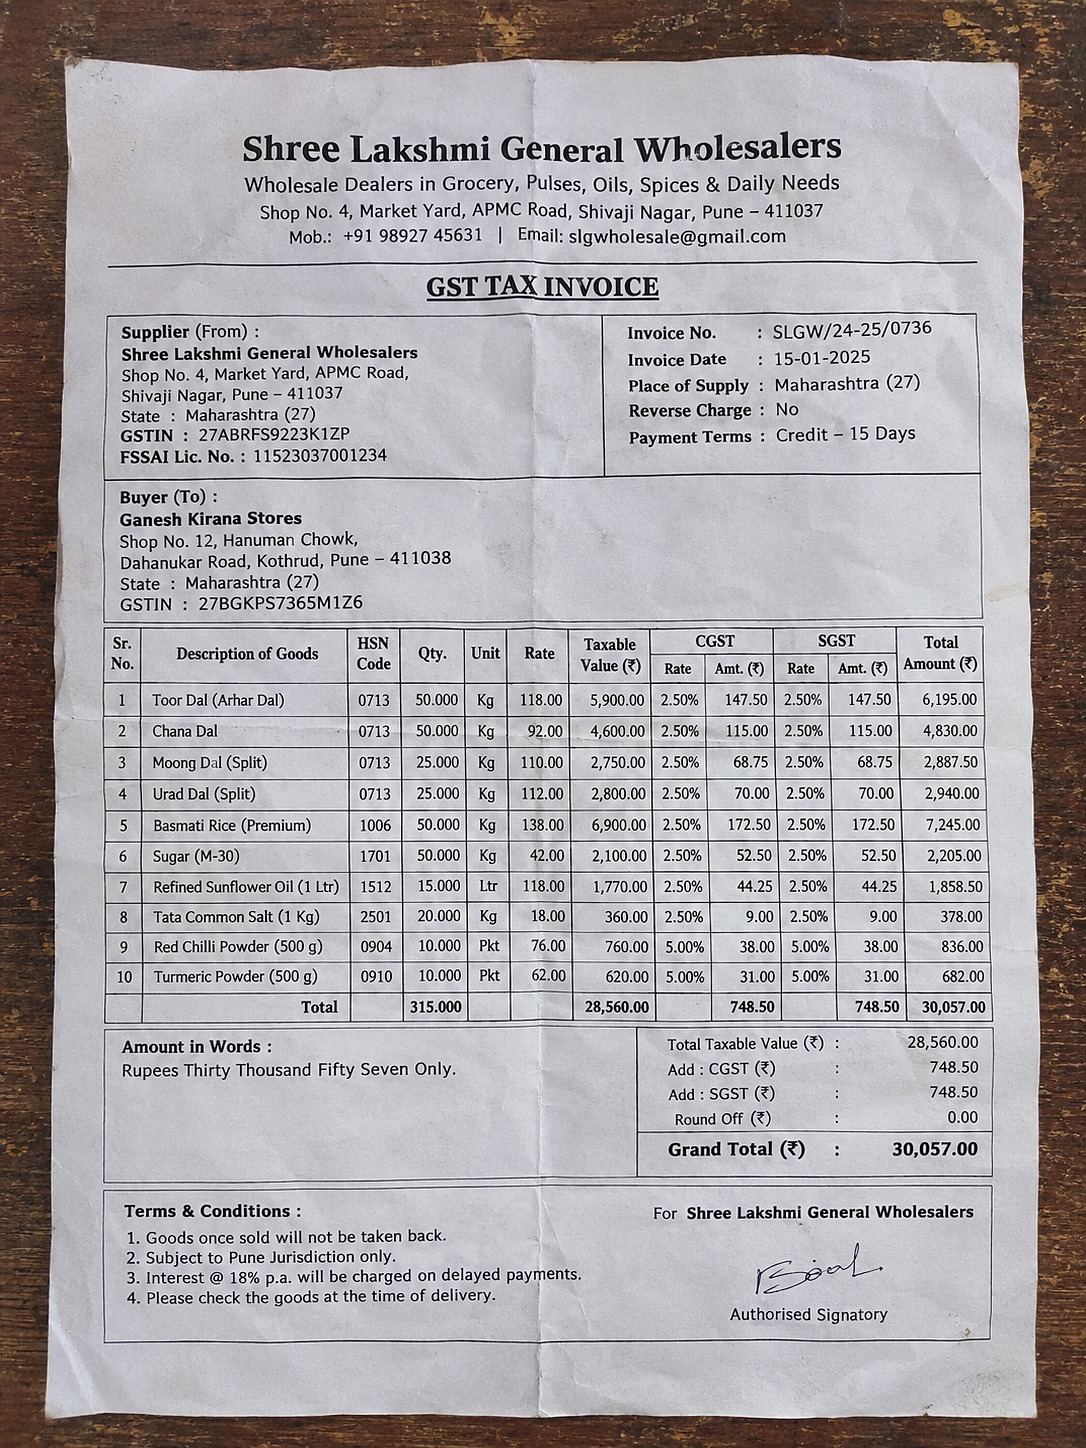 Shree Lakshmi General Wholesalers
Wholesale Dealers in Grocery, Pulses, Oils, Spices & Daily Needs
Shop No. 4, Market Yard, APMC Road, Shivaji Nagar, Pune – 411037
Mob.: +91 98927 45631 | Email: slgwholesale@gmail.com
GST TAX INVOICE
Supplier (From) :
Shree Lakshmi General Wholesalers
Shop No. 4, Market Yard, APMC Road,
Shivaji Nagar, Pune – 411037
State : Maharashtra (27)
GSTIN : 27ABRFS9223K1ZP
FSSAI Lic. No. : 11523037001234
Invoice No. : SLGW/24-25/0736
Invoice Date : 15-01-2025
Place of Supply : Maharashtra (27)
Reverse Charge : No
Payment Terms : Credit – 15 Days
Buyer (To) :
Ganesh Kirana Stores
Shop No. 12, Hanuman Chowk,
Dahanukar Road, Kothrud, Pune – 411038
State : Maharashtra (27)
GSTIN : 27BGKPS7365M1Z6
Sr. No. Description of Goods HSN Code Qty. Unit Rate Taxable Value (₹) CGST SGST Total Amount (₹)
Rate Amt. (₹) Rate Amt. (₹)
1 Toor Dal (Arhar Dal) 0713 50.000 Kg 118.00 5,900.00 2.50% 147.50 2.50% 147.50 6,195.00
2 Chana Dal 0713 50.000 Kg 92.00 4,600.00 2.50% 115.00 2.50% 115.00 4,830.00
3 Moong Dal (Split) 0713 25.000 Kg 110.00 2,750.00 2.50% 68.75 2.50% 68.75 2,887.50
4 Urad Dal (Split) 0713 25.000 Kg 112.00 2,800.00 2.50% 70.00 2.50% 70.00 2,940.00
5 Basmati Rice (Premium) 1006 50.000 Kg 138.00 6,900.00 2.50% 172.50 2.50% 172.50 7,245.00
6 Sugar (M-30) 1701 50.000 Kg 42.00 2,100.00 2.50% 52.50 2.50% 52.50 2,205.00
7 Refined Sunflower Oil (1 Ltr) 1512 15.000 Ltr 118.00 1,770.00 2.50% 44.25 2.50% 44.25 1,858.50
8 Tata Common Salt (1 Kg) 2501 20.000 Kg 18.00 360.00 2.50% 9.00 2.50% 9.00 378.00
9 Red Chilli Powder (500 g) 0904 10.000 Pkt 76.00 760.00 5.00% 38.00 5.00% 38.00 836.00
10 Turmeric Powder (500 g) 0910 10.000 Pkt 62.00 620.00 5.00% 31.00 5.00% 31.00 682.00
Total 315.000 28,560.00 748.50 748.50 30,057.00
Amount in Words :
Rupees Thirty Thousand Fifty Seven Only.
Total Taxable Value (₹) : 28,560.00
Add : CGST (₹) : 748.50
Add : SGST (₹) : 748.50
Round Off (₹) : 0.00
Grand Total (₹) : 30,057.00
Terms & Conditions :
1. Goods once sold will not be taken back.
2. Subject to Pune Jurisdiction only.
3. Interest @ 18% p.a. will be charged on delayed payments.
4. Please check the goods at the time of delivery.
For Shree Lakshmi General Wholesalers
Authorised Signatory